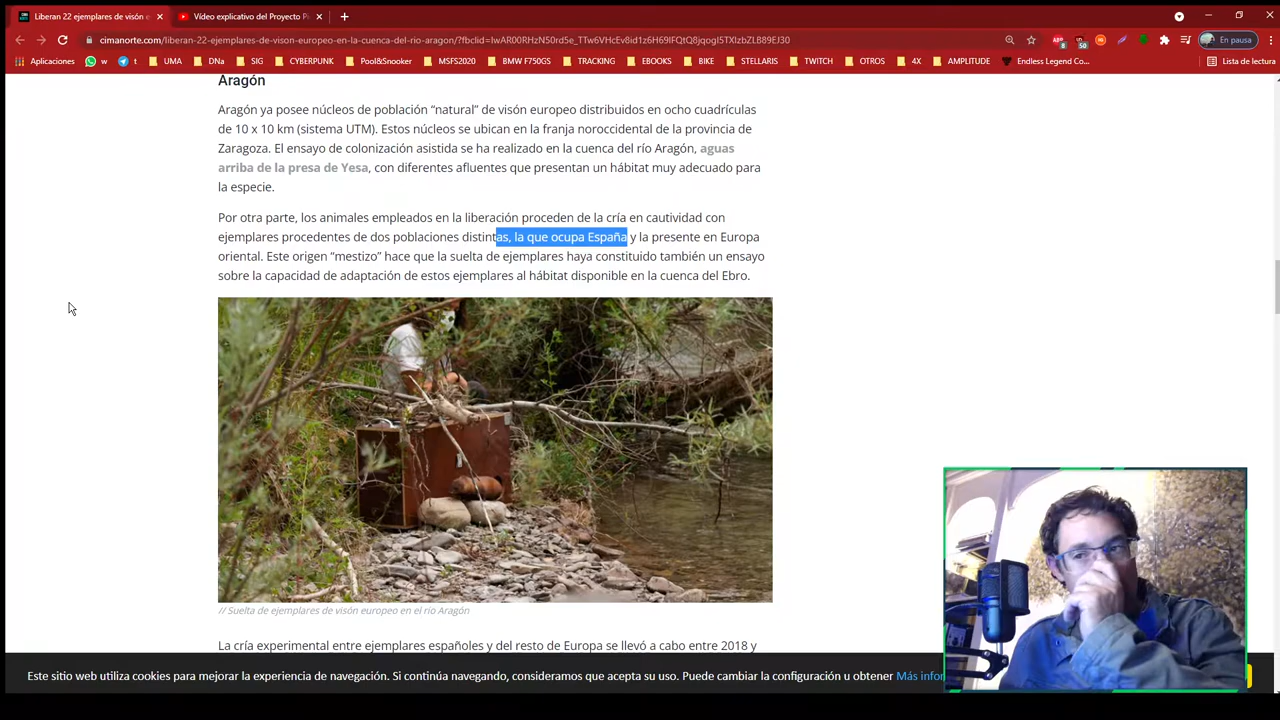 Liberan 22 ejemplares de visón e
Vídeo explicativo del Proyecto P
cimanorte.com/liberan-22-ejemplares-de-vison-europeo-en-la-cuenca-del-rio-aragon/?fbclid=
En pausa
Aplicaciones w t UMA DNa SIG CYBERPUNK Pool&Snooker MSFS2020 BMW F750GS TRACKING EBOOKS BIKE STELLARIS TWITCH OTROS 4X AMPLITUDE Endless Legend Co... Lista de lectura
Aragón
Aragón ya posee núcleos de población “natural” de visón europeo distribuidos en ocho cuadrículas
de 10 x 10 km (sistema UTM). Estos núcleos se ubican en la franja noroccidental de la provincia de
Zaragoza. El ensayo de colonización asistida se ha realizado en la cuenca del río Aragón, aguas
arriba de la presa de Yesa, con diferentes afluentes que presentan un hábitat muy adecuado para
la especie.
Por otra parte, los animales empleados en la liberación proceden de la cría en cautividad con
ejemplares procedentes de dos poblaciones distintas, la que ocupa España y la presente en Europa
oriental. Este origen “mestizo” hace que la suelta de ejemplares haya constituido también un ensayo
sobre la capacidad de adaptación de estos ejemplares al hábitat disponible en la cuenca del Ebro.
// Suelta de ejemplares de visón europeo en el rio Aragón
La cría experimental entre ejemplares españoles y del resto de Europa se llevó a cabo entre 2018 y
Este sitio web utiliza cookies para mejorar la experiencia de navegación. Si continúa navegando, consideramos que acepta su uso. Puede cambiar la configuración u obtener Más infor